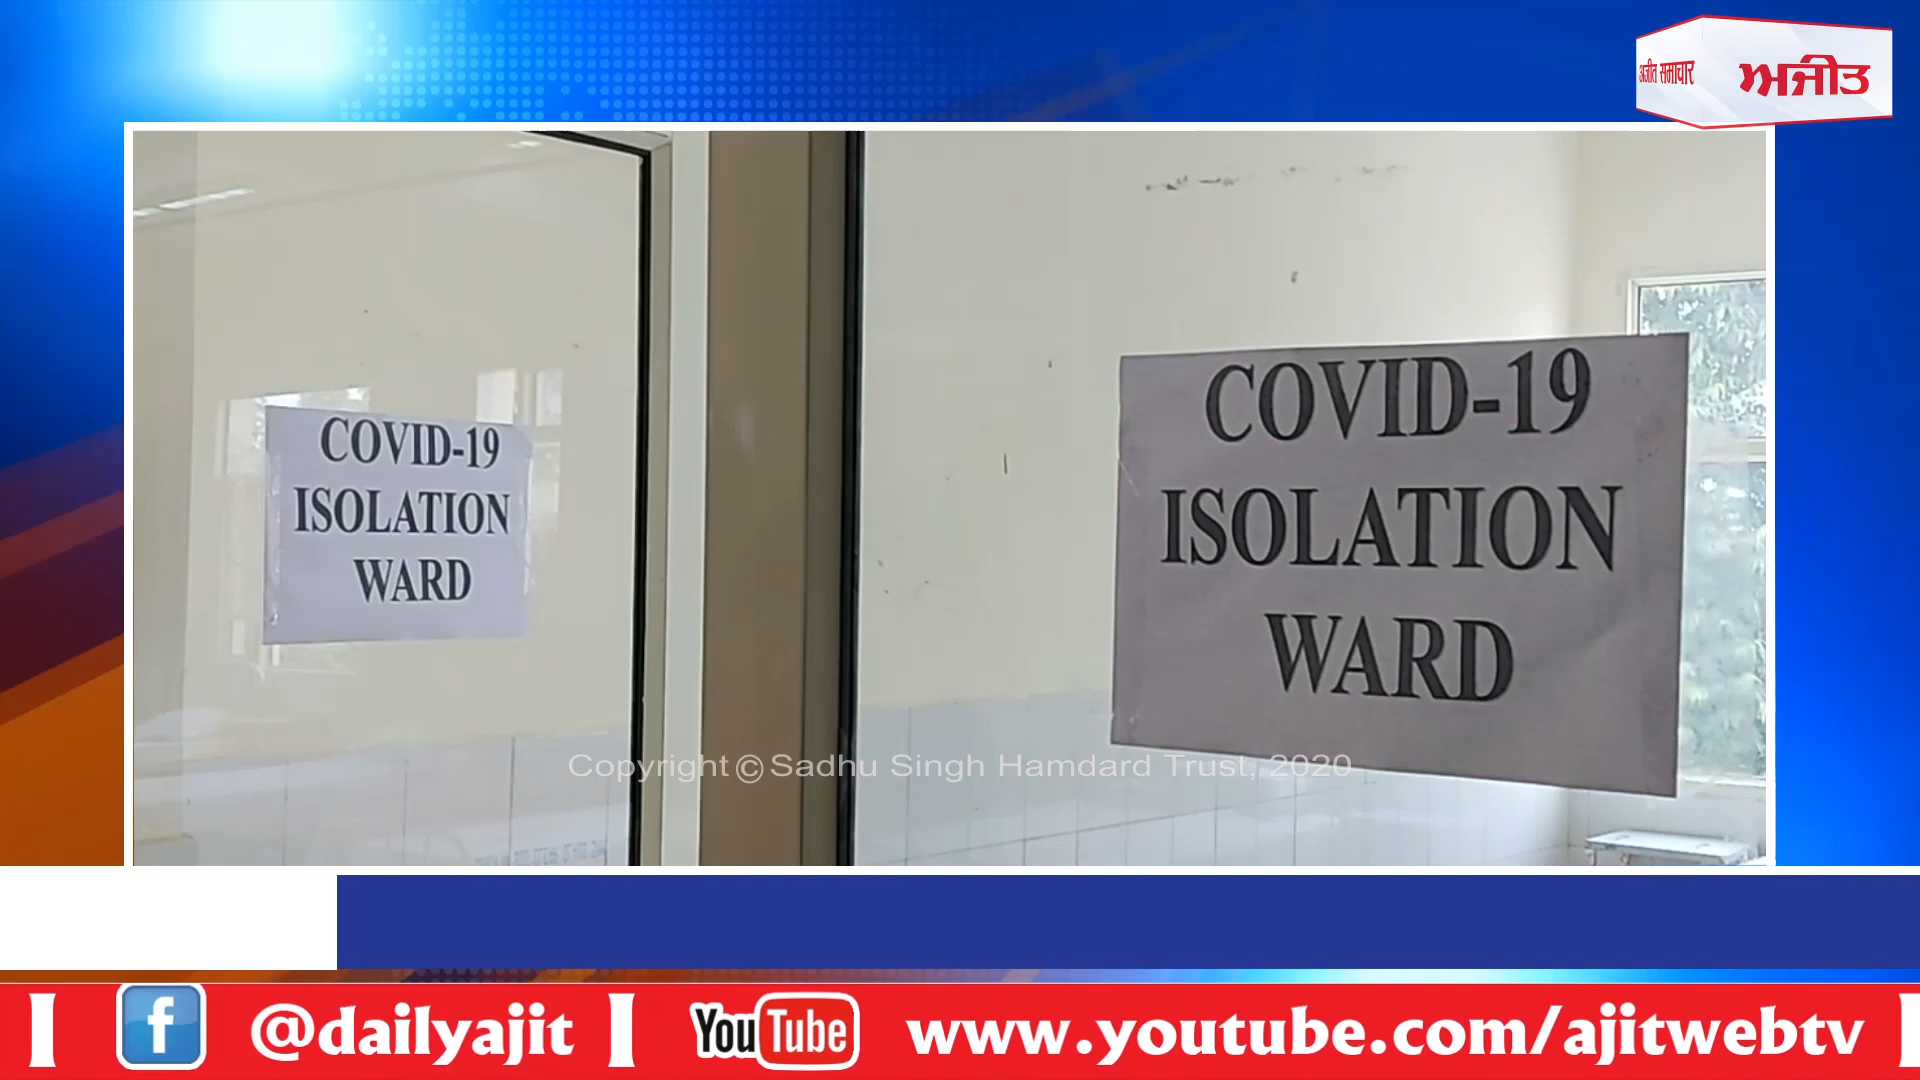 अजीत समाचार
ਅਜੀਤ
COVID-19
ISOLATION
WARD
COVID-19
ISOLATION
WARD
Copyright © Sadhu Singh Hamdard Trust, 2020
f @dailyajit YouTube www.youtube.com/ajitwebtv